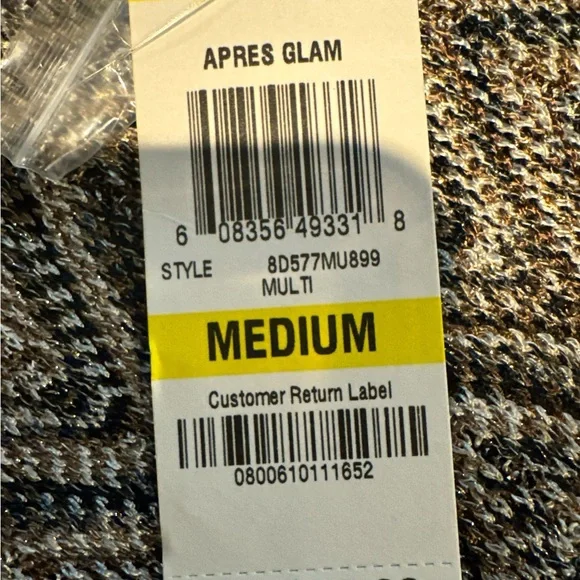 APRES GLAM
6 08356 49331 8
STYLE 8D577MU899
MULTI
MEDIUM
Customer Return Label
0800610111652